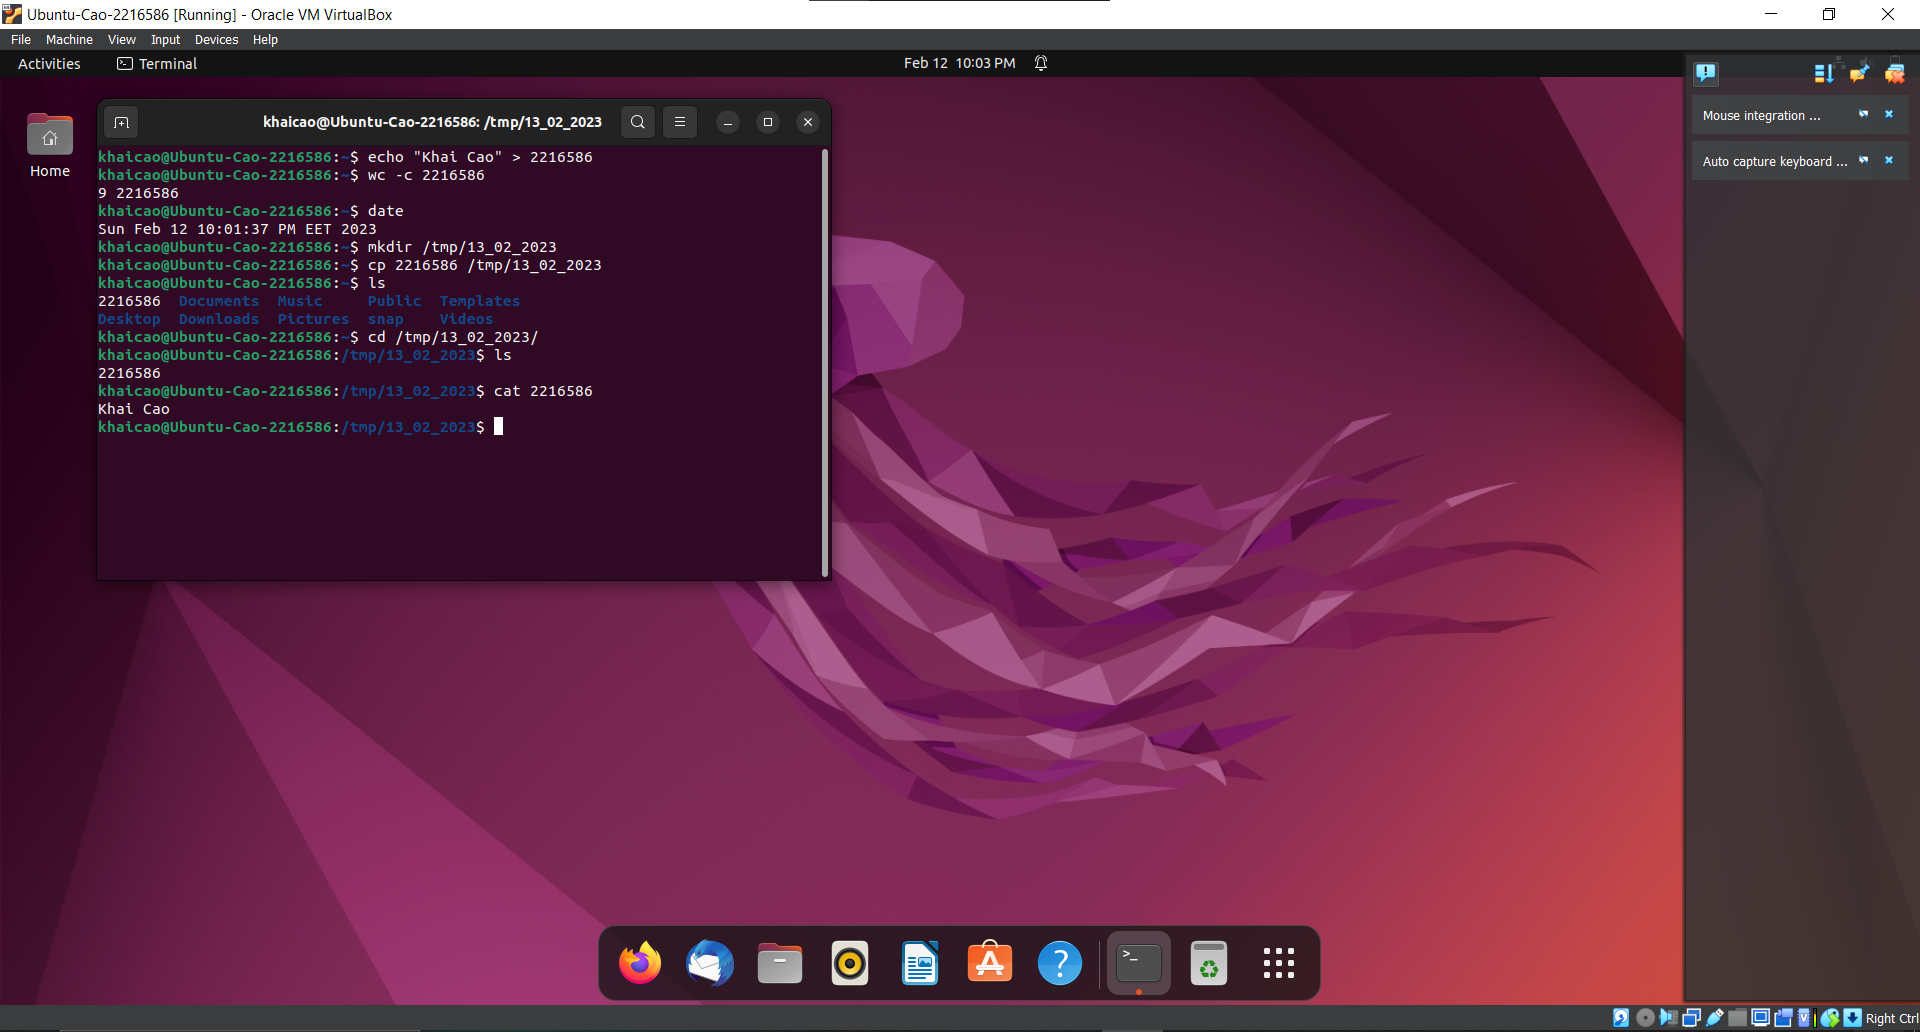 Ubuntu-Cao-2216586 [Running] - Oracle VM VirtualBox
File Machine View Input Devices Help
Activities Terminal Feb 12 10:03 PM
Home
khaicao@Ubuntu-Cao-2216586: /tmp/13_02_2023
khaicao@Ubuntu-Cao-2216586:~$ echo "Khai Cao" > 2216586
khaicao@Ubuntu-Cao-2216586:~$ wc -c 2216586
9 2216586
khaicao@Ubuntu-Cao-2216586:~$ date
Sun Feb 12 10:01:37 PM EET 2023
khaicao@Ubuntu-Cao-2216586:~$ mkdir /tmp/13_02_2023
khaicao@Ubuntu-Cao-2216586:~$ cp 2216586 /tmp/13_02_2023
khaicao@Ubuntu-Cao-2216586:~$ ls
2216586 Documents Music Public Templates
Desktop Downloads Pictures snap Videos
khaicao@Ubuntu-Cao-2216586:~$ cd /tmp/13_02_2023/
khaicao@Ubuntu-Cao-2216586:/tmp/13_02_2023$ ls
2216586
khaicao@Ubuntu-Cao-2216586:/tmp/13_02_2023$ cat 2216586
Khai Cao
khaicao@Ubuntu-Cao-2216586:/tmp/13_02_2023$
Mouse integration ...
Auto capture keyboard ...
Right Ctrl